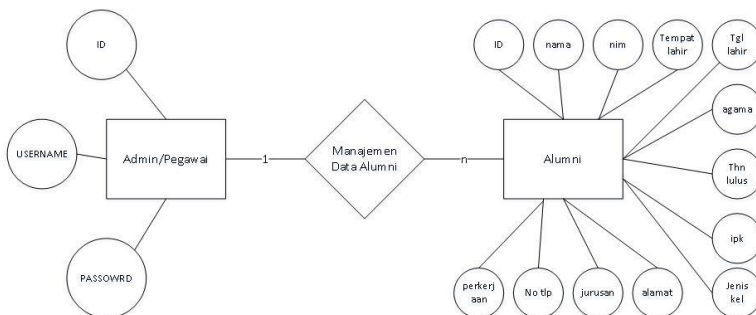 ID
USERNAME
PASSOWRD
Admin/Pegawai
1
Manajemen
Data Alumni
n
Alumni
ID
nama
nim
Tempat
lahir
Tgl
lahir
agama
Thn
lulus
ipk
Jenis
kel
alamat
jurusan
No tlp
perkerj
aan